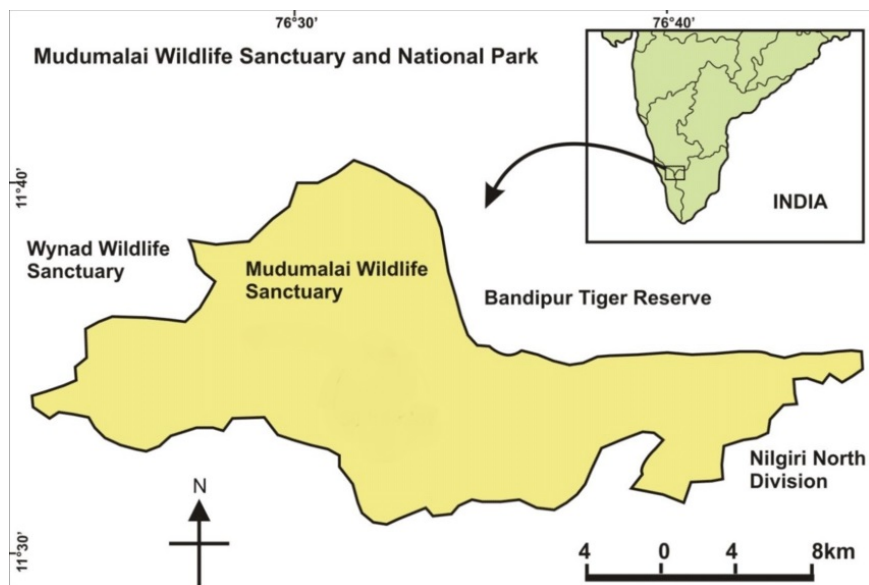 76°30'
76°40'
Mudumalai Wildlife Sanctuary and National Park
11°40'
INDIA
Wynad Wildlife
Sanctuary
Mudumalai Wildlife
Sanctuary
Bandipur Tiger Reserve
Nilgiri North
Division
N
11°30'
4 0 4 8km